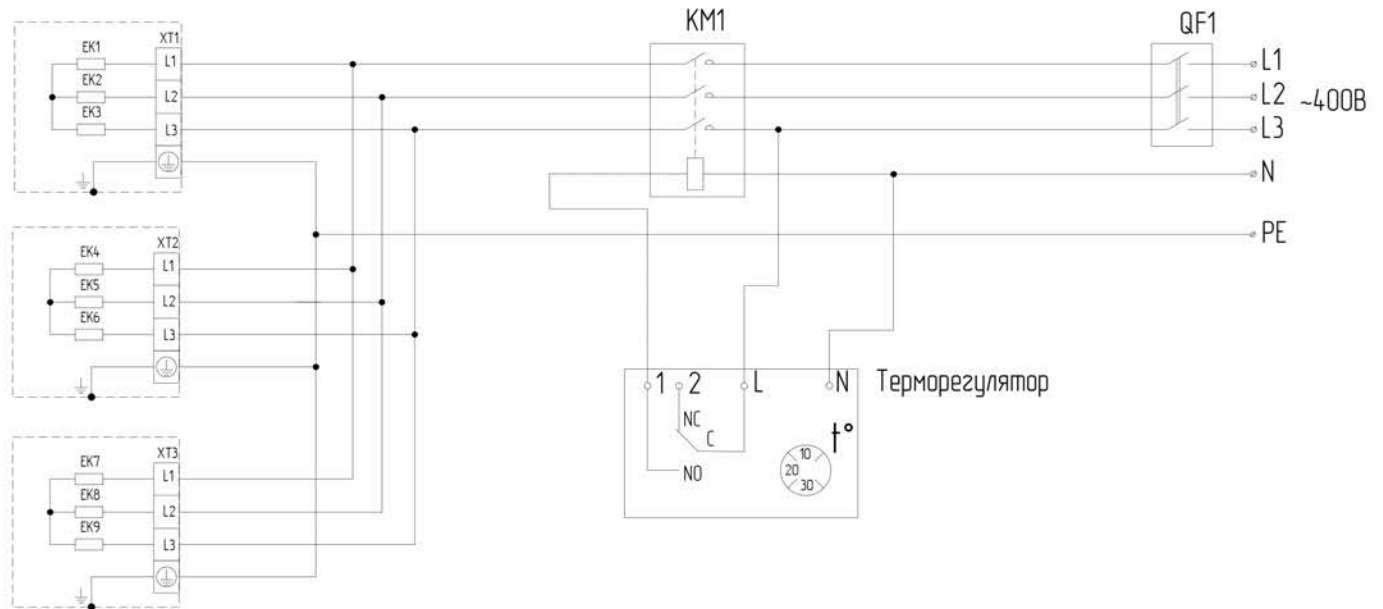 KM1
QF1
XT1
EK1
L1
EK2
L2
EK3
L3
L1
L2 ~400В
L3
N
PE
XT2
EK4
L1
EK5
L2
EK6
L3
1 2 L N Терморегулятор
NC
C
NO
t°
10
20
30
XT3
EK7
L1
EK8
L2
EK9
L3